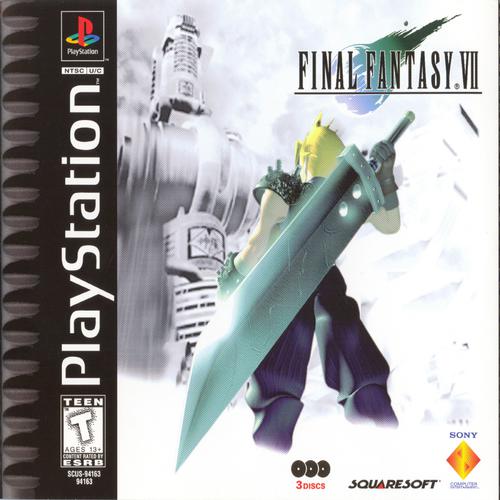 PlayStation
NTSC U/C
PlayStation
TEEN
T
AGES 13+
CONTENT RATED BY
ESRB
SCUS-94163
94163
FINAL FANTASY VII
3 DISCS
SQUARESOFT
SONY
COMPUTER
ENTERTAINMENT